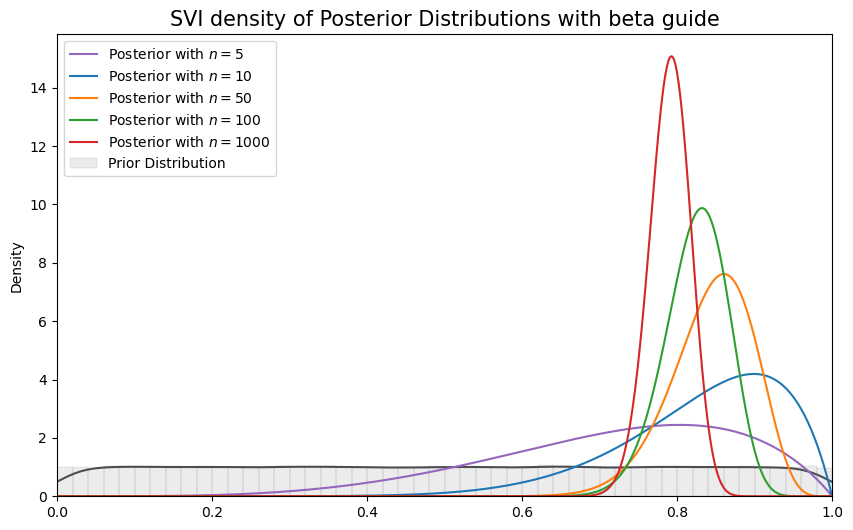 SVI density of Posterior Distributions with beta guide
Posterior with n = 5
Posterior with n = 10
Posterior with n = 50
Posterior with n = 100
Posterior with n = 1000
Prior Distribution
Density
14
12
10
8
6
4
2
0
0.0 0.2 0.4 0.6 0.8 1.0